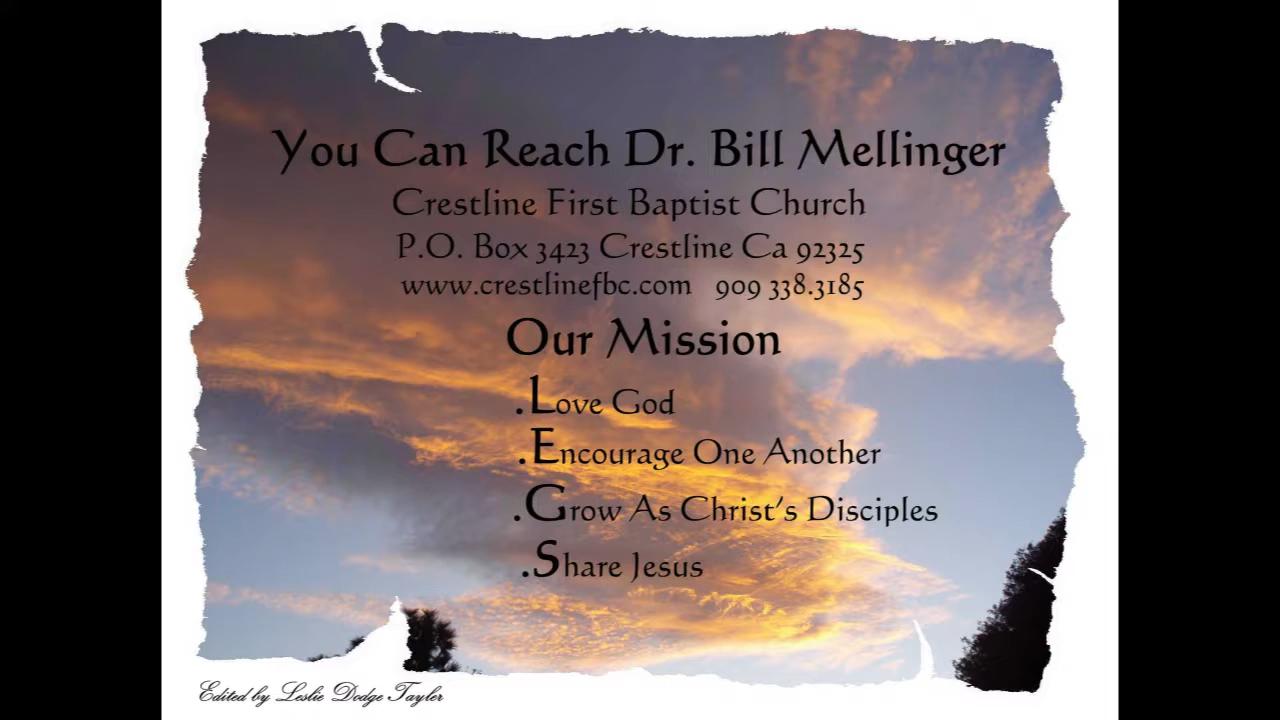 You Can Reach Dr. Bill Mellinger
Crestline First Baptist Church
P.O. Box 3423 Crestline Ca 92325
www.crestlinefbc.com 909 338.3185
Our Mission
.Love God
.Encourage One Another
.Grow As Christ's Disciples
.Share Jesus
Edited by Leslie Dodge Tayler